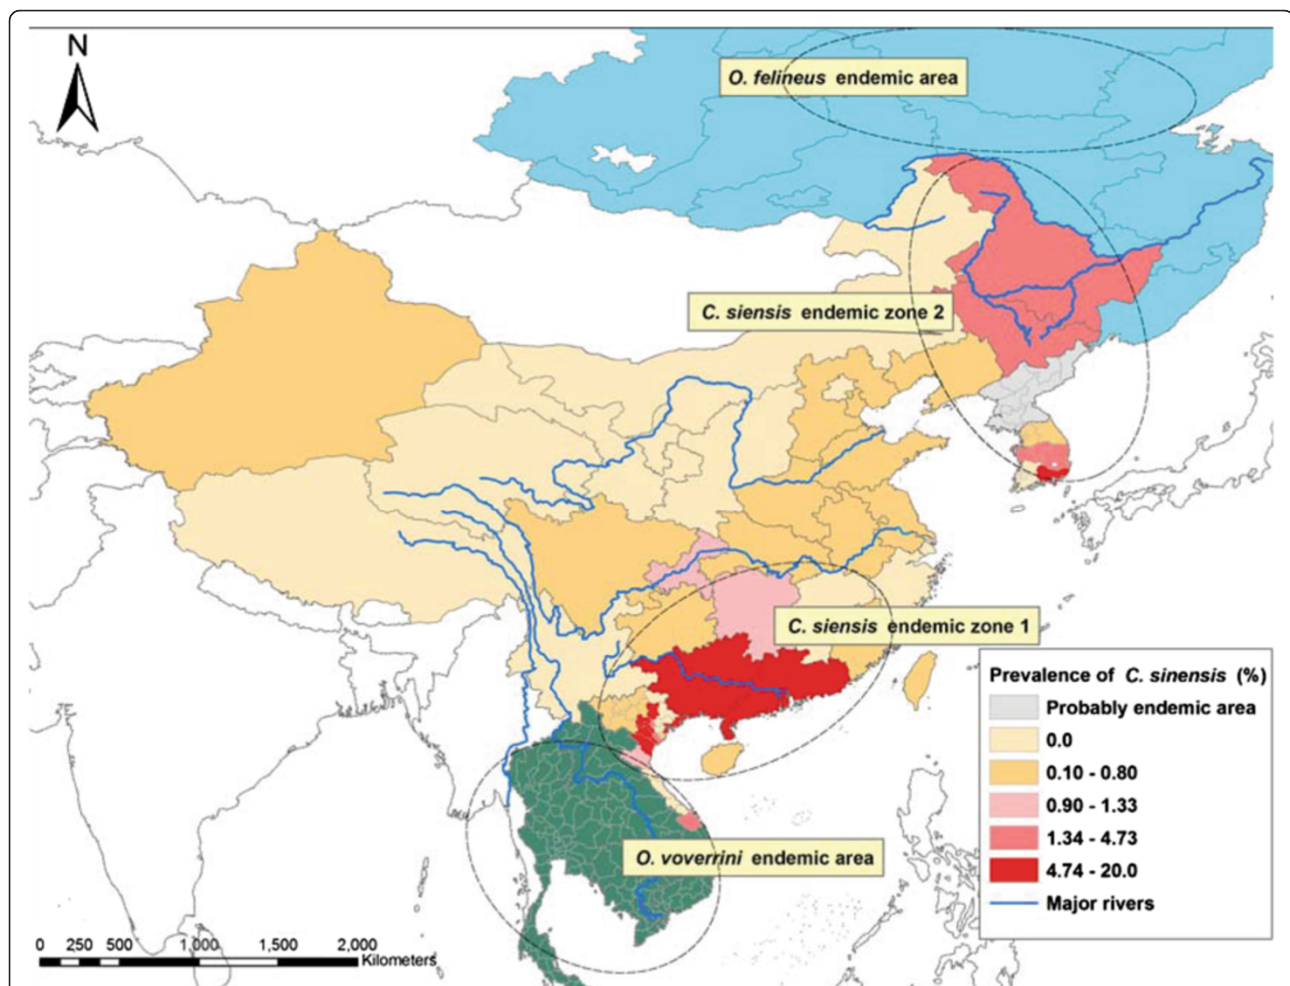 N
O. felineus endemic area
C. siensis endemic zone 2
C. siensis endemic zone 1
O. voverrini endemic area
Prevalence of C. sinensis (%)
Probably endemic area
0.0
0.10 - 0.80
0.90 - 1.33
1.34 - 4.73
4.74 - 20.0
Major rivers
0 250 500 1,000 1,500 2,000
Kilometers